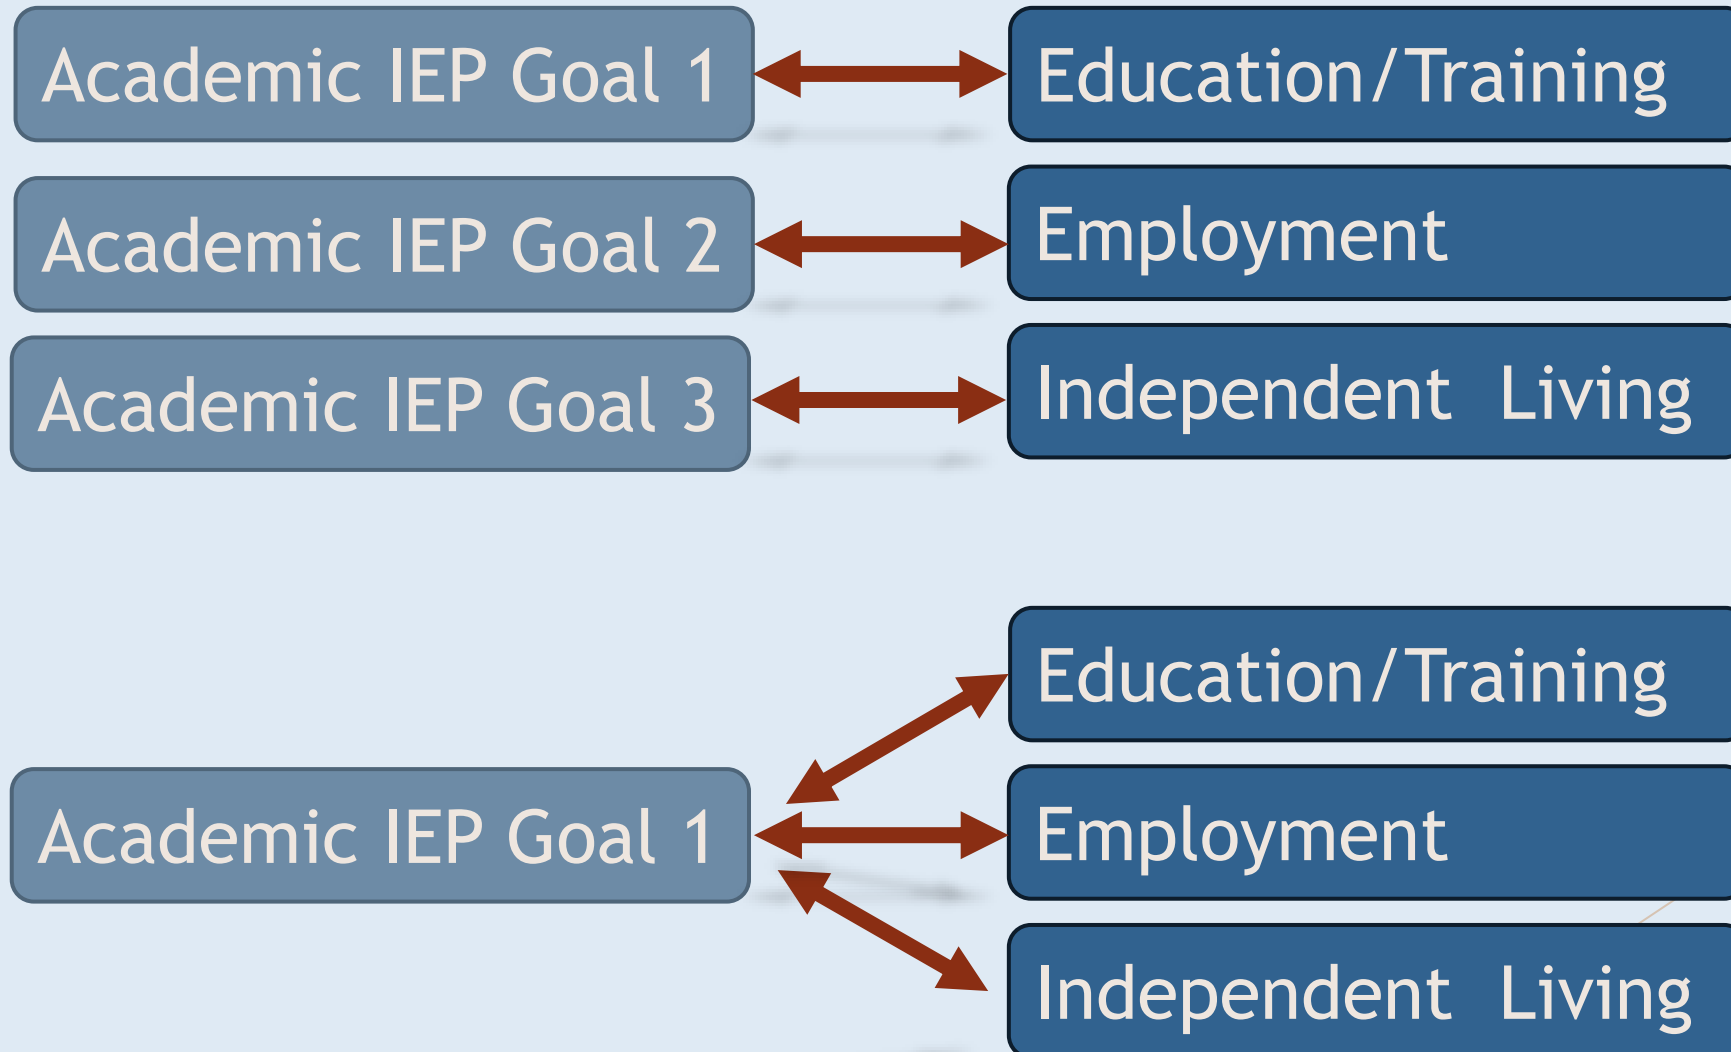 Academic IEP Goal 1
Education/Training
Academic IEP Goal 2
Employment
Academic IEP Goal 3
Independent Living
Education/Training
Academic IEP Goal 1
Employment
Independent Living